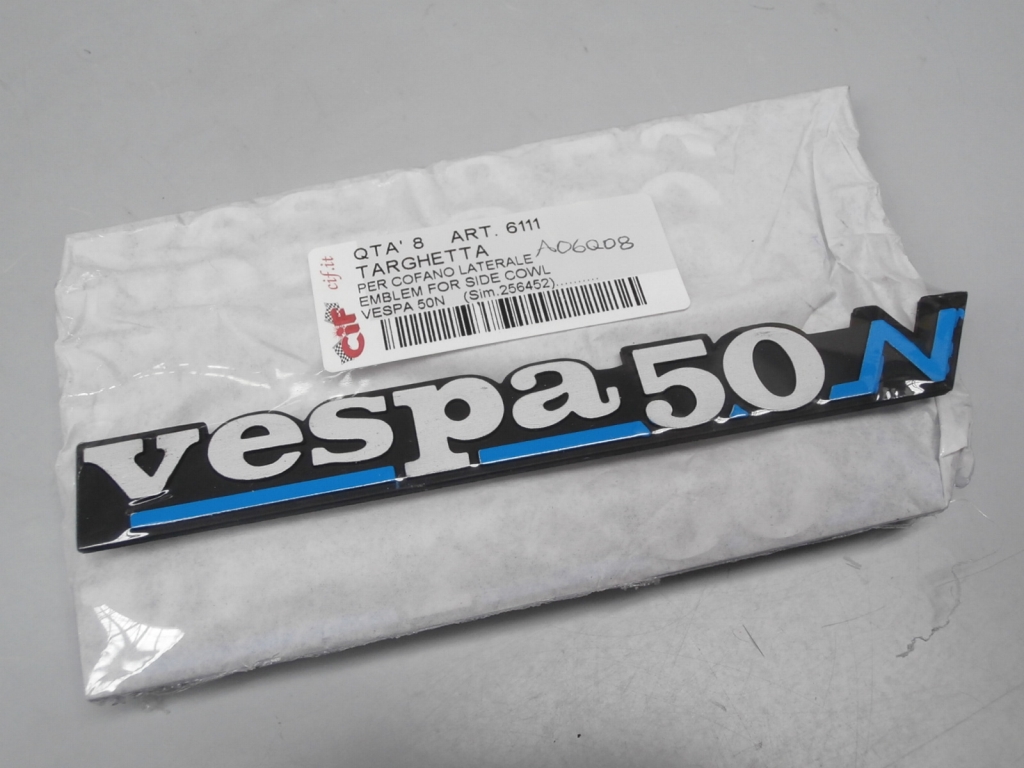 QTA' 8 ART. 6111
TARGHETTA A06Q08
PER COFANO LATERALE
EMBLEM FOR SIDE COWL
VESPA 50N (Sim.256452)..........
cif.it
CiF
vespa 50 N